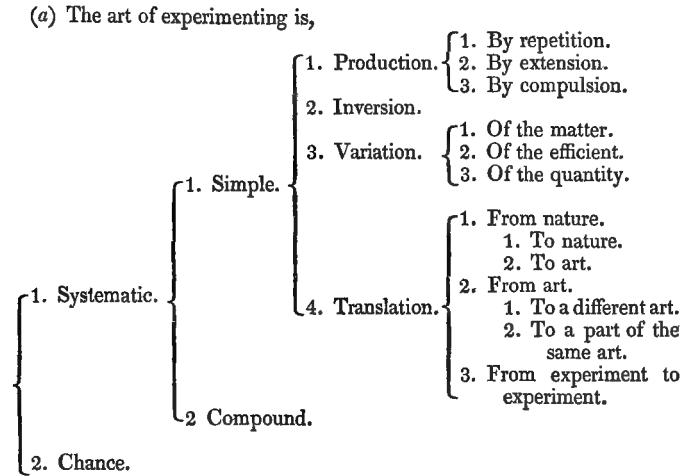 (a) The art of experimenting is,
1. Systematic.
1. Simple.
1. Production.
1. By repetition.
2. By extension.
3. By compulsion.
2. Inversion.
3. Variation.
1. Of the matter.
2. Of the efficient.
3. Of the quantity.
4. Translation.
1. From nature.
1. To nature.
2. To art.
2. From art.
1. To a different art.
2. To a part of the
same art.
3. From experiment to
experiment.
2 Compound.
2. Chance.